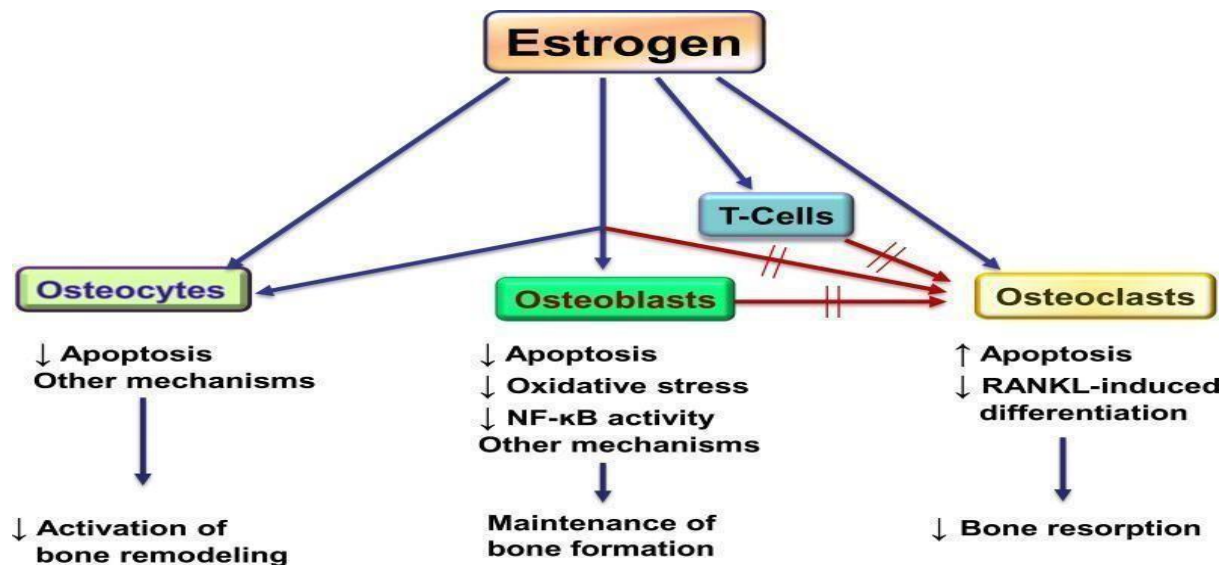 Estrogen
T-Cells
Osteocytes
Osteoblasts
Osteoclasts
↓ Apoptosis
Other mechanisms
↓ Activation of
bone remodeling
↓ Apoptosis
↓ Oxidative stress
↓ NF-κB activity
Other mechanisms
Maintenance of
bone formation
↑ Apoptosis
↓ RANKL-induced
differentiation
↓ Bone resorption